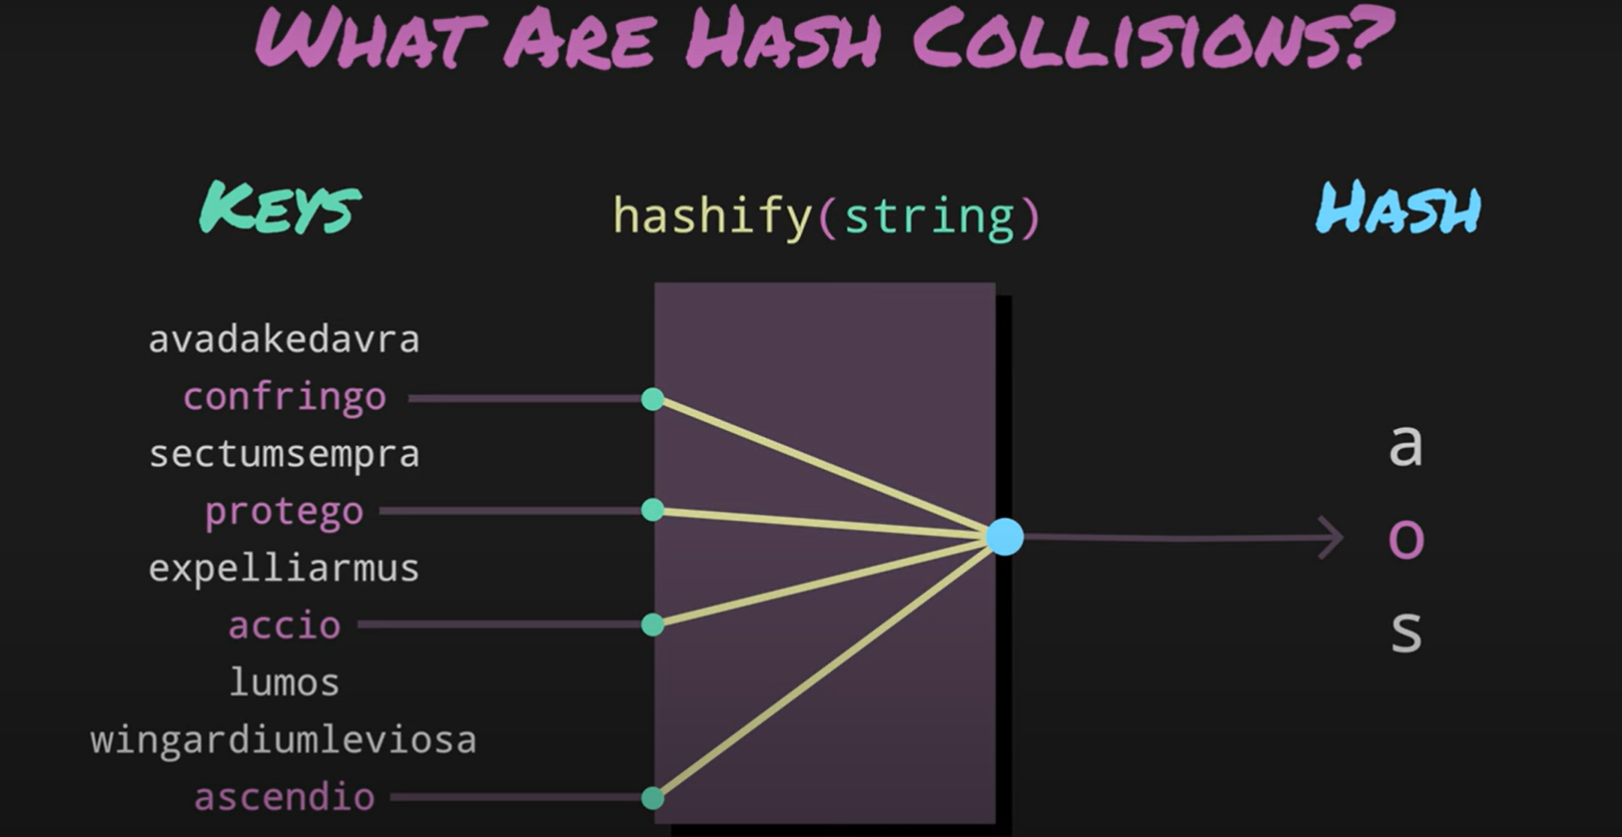 WHAT ARE HASH COLLISIONS?
KEYS
hashify(string)
HASH
avadakedavra
confringo
sectumsempra
protego
expelliarmus
accio
lumos
wingardiumleviosa
ascendio
a
o
s